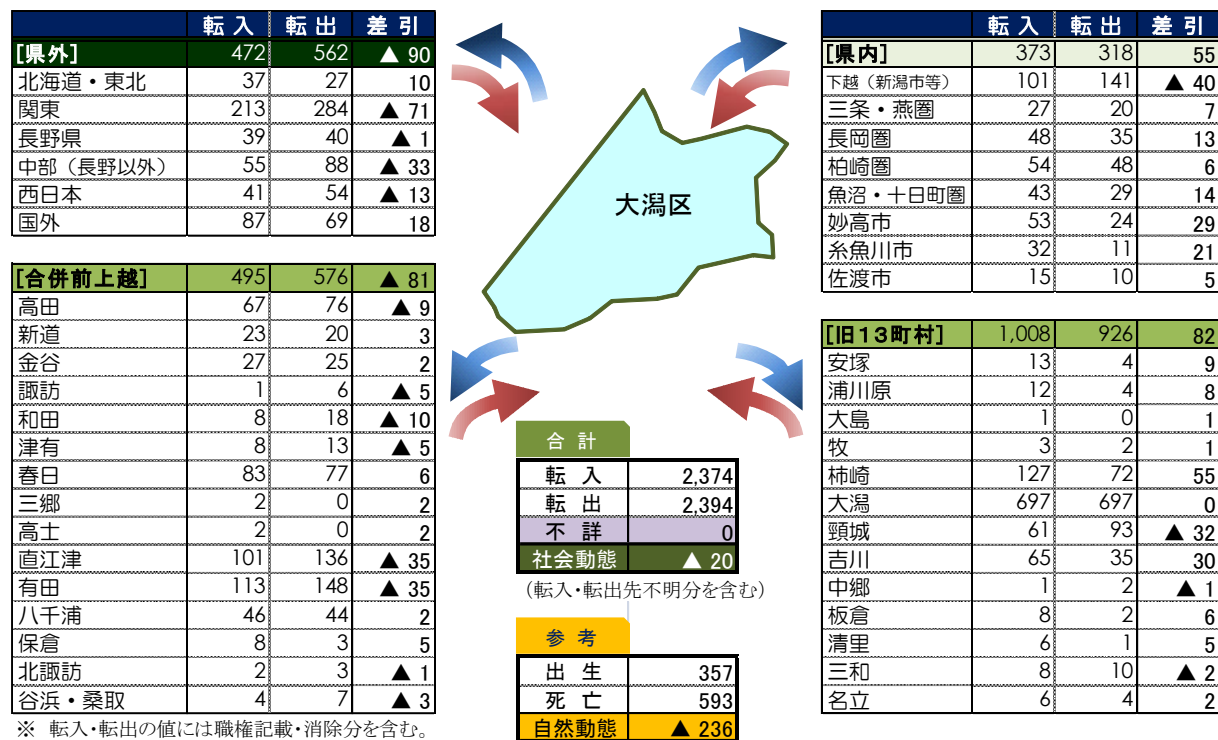 転 入 転 出 差 引
[県外] 472 562 ▲ 90
北海道・東北 37 27 10
関東 213 284 ▲ 71
長野県 39 40 ▲ 1
中部（長野以外） 55 88 ▲ 33
西日本 41 54 ▲ 13
国外 87 69 18
[合併前上越] 495 576 ▲ 81
高田 67 76 ▲ 9
新道 23 20 3
金谷 27 25 2
諏訪 1 6 ▲ 5
和田 8 18 ▲ 10
津有 8 13 ▲ 5
春日 83 77 6
三郷 2 0 2
高士 2 0 2
直江津 101 136 ▲ 35
有田 113 148 ▲ 35
八千浦 46 44 2
保倉 8 3 5
北諏訪 2 3 ▲ 1
谷浜・桑取 4 7 ▲ 3
※ 転入・転出の値には職権記載・消除分を含む。
大潟区
合 計
転 入 2,374
転 出 2,394
不 詳 0
社会動態 ▲ 20
（転入・転出先不明分を含む）
参 考
出 生 357
死 亡 593
自然動態 ▲ 236
転 入 転 出 差 引
[県内] 373 318 55
下越（新潟市等） 101 141 ▲ 40
三条・燕圏 27 20 7
長岡圏 48 35 13
柏崎圏 54 48 6
魚沼・十日町圏 43 29 14
妙高市 53 24 29
糸魚川市 32 11 21
佐渡市 15 10 5
[旧13町村] 1,008 926 82
安塚 13 4 9
浦川原 12 4 8
大島 1 0 1
牧 3 2 1
柿崎 127 72 55
大潟 697 697 0
頸城 61 93 ▲ 32
吉川 65 35 30
中郷 1 2 ▲ 1
板倉 8 2 6
清里 6 1 5
三和 8 10 ▲ 2
名立 6 4 2